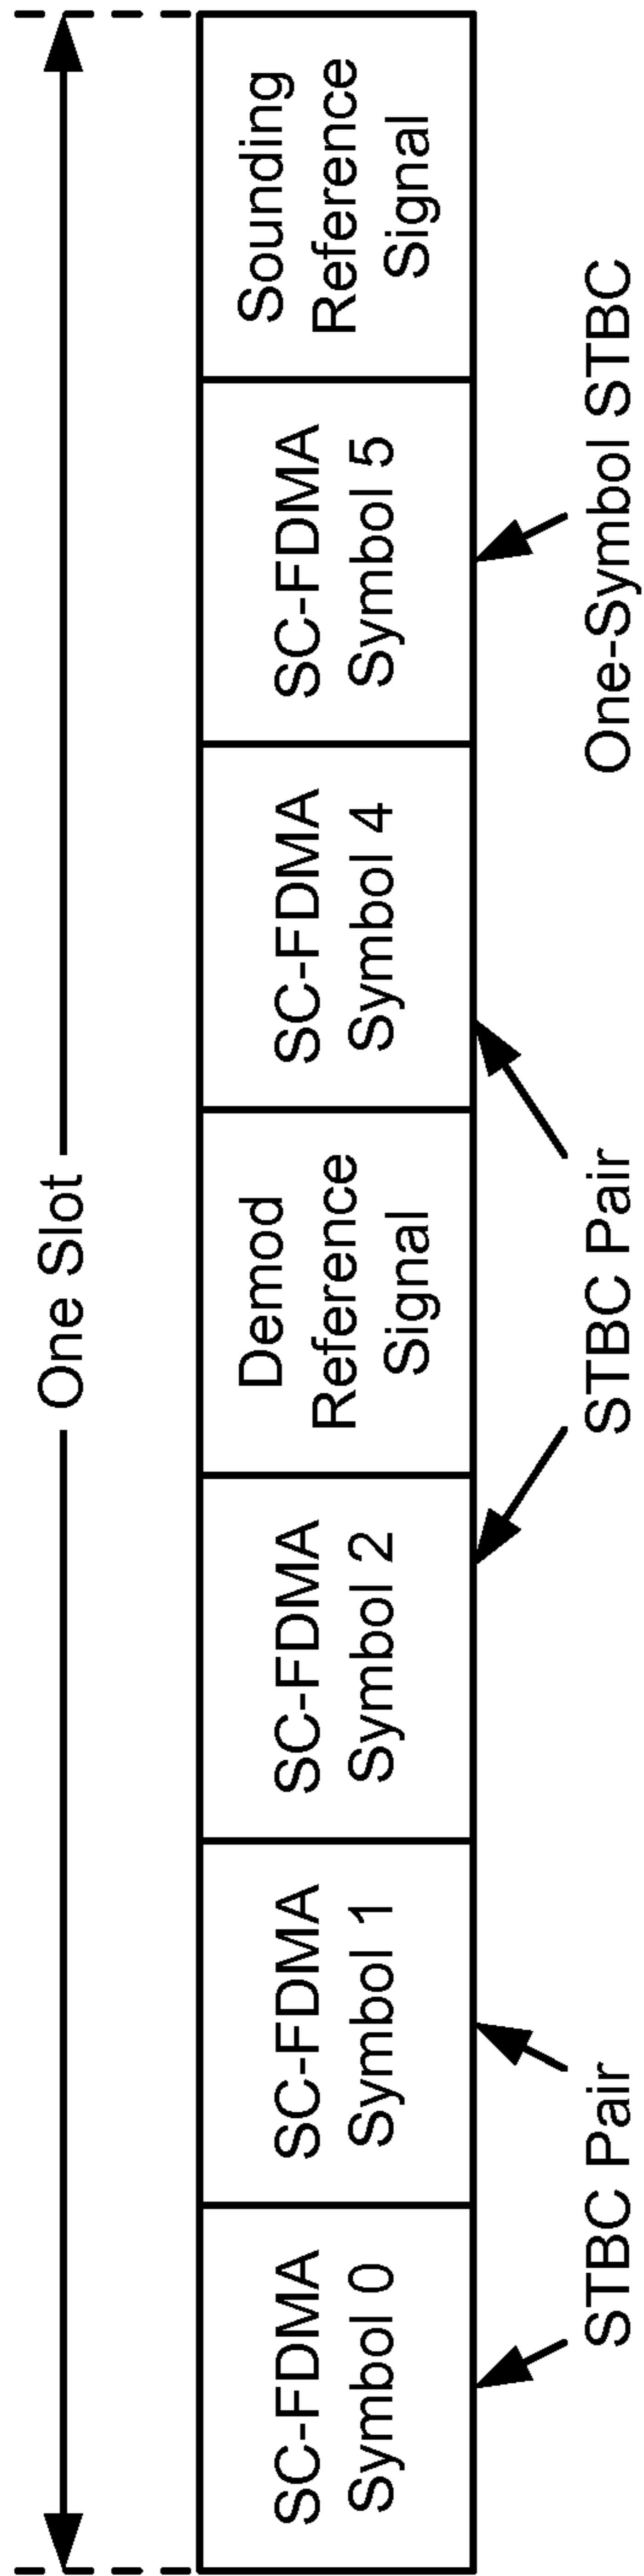 One Slot
SC-FDMA
Symbol 0
SC-FDMA
Symbol 1
SC-FDMA
Symbol 2
Demod
Reference
Signal
SC-FDMA
Symbol 4
SC-FDMA
Symbol 5
Sounding
Reference
Signal
STBC Pair
STBC Pair
One-Symbol STBC